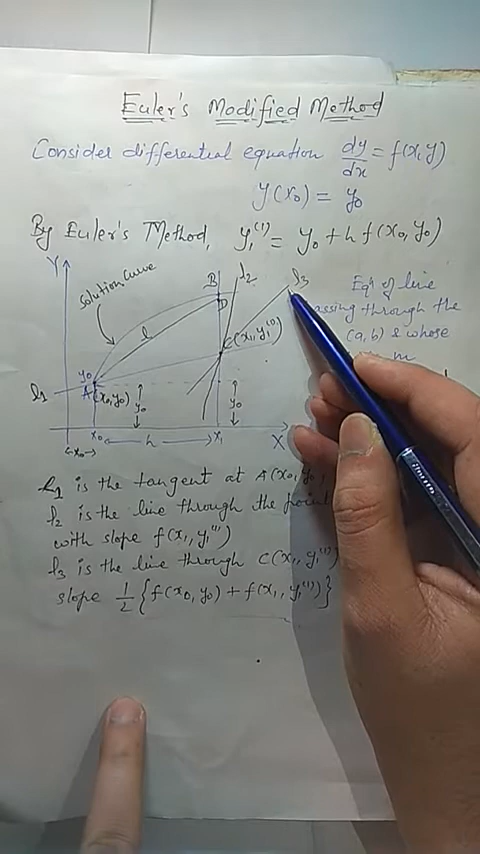 Euler's Modified Method
Consider differential equation dy/dx = f(x, y)
y(x₀) = y₀
By Euler's Method, y₁⁽¹⁾ = y₀ + h f(x₀, y₀)
Y
solution curve
B
D
l₂
l₃
l
C(x₁, y₁⁽¹⁾)
Eqⁿ of line
passing through the
(a, b) & whose
m
y₀
l₁
A(x₀, y₀)
y₀
y₀
x₀
h
x₁
X
x₀
l₁ is the tangent at A(x₀, y₀
l₂ is the line through the point
with slope f(x₁, y₁⁽¹⁾)
l₃ is the line through C(x₁, y₁⁽¹⁾)
slope 1/2 {f(x₀, y₀) + f(x₁, y₁⁽¹⁾)}